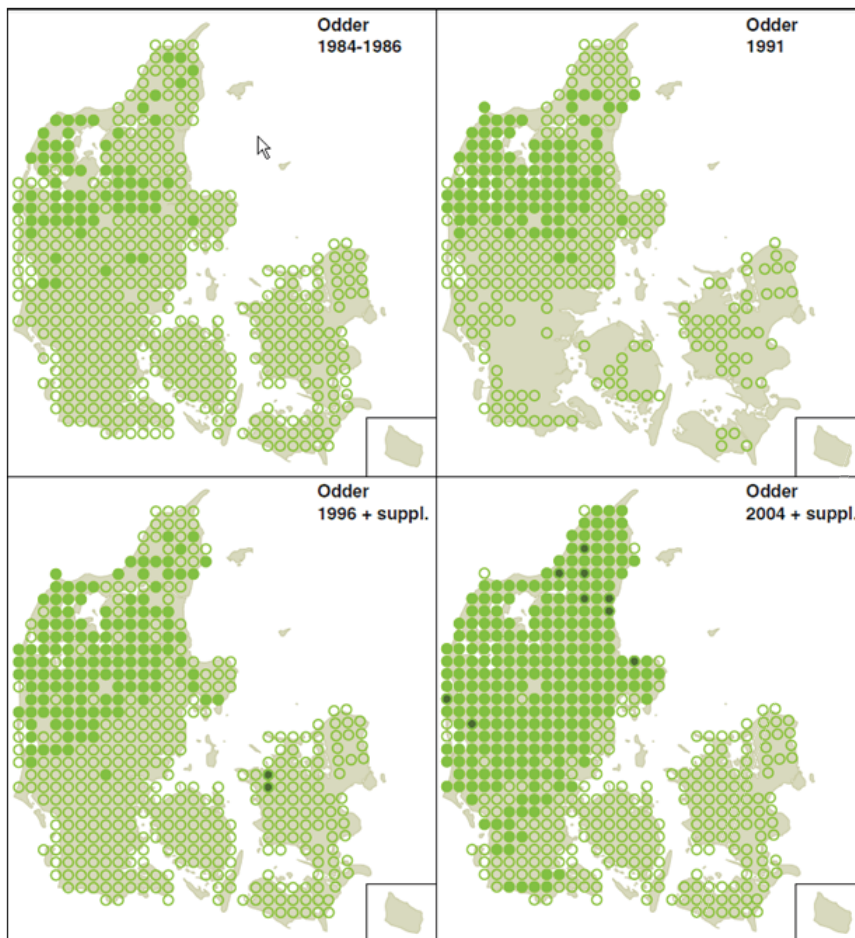 Odder
1984-1986
Odder
1991
Odder
1996 + suppl.
Odder
2004 + suppl.